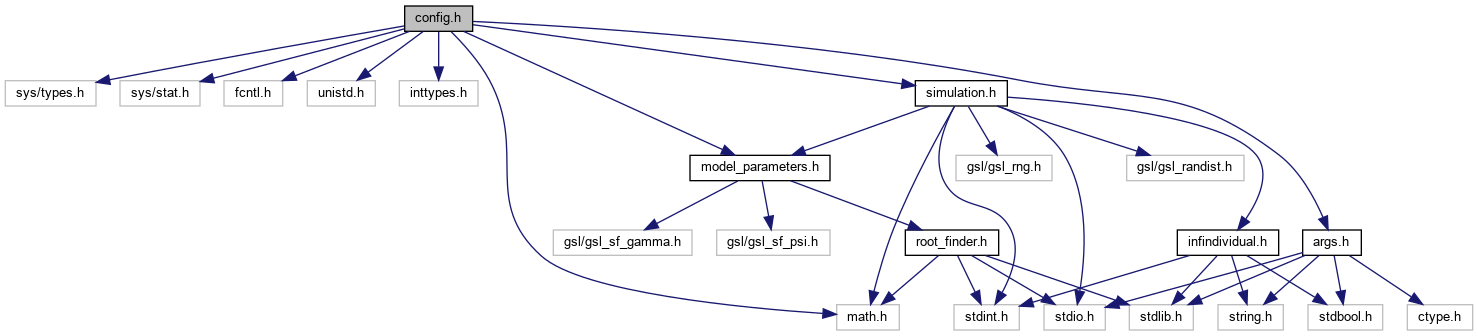 config.h
sys/types.h
sys/stat.h
fcntl.h
unistd.h
inttypes.h
simulation.h
model_parameters.h
gsl/gsl_rng.h
gsl/gsl_randist.h
gsl/gsl_sf_gamma.h
gsl/gsl_sf_psi.h
root_finder.h
infindividual.h
args.h
math.h
stdint.h
stdio.h
stdlib.h
string.h
stdbool.h
ctype.h